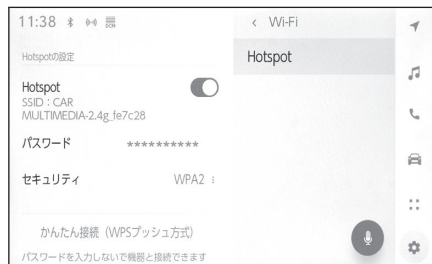 11:38
DCM
Hotspotの設定
Hotspot
SSID：CAR
MULTIMEDIA-2.4g_fe7c28
パスワード **********
セキュリティ WPA2
かんたん接続（WPSプッシュ方式）
パスワードを入力しないで機器と接続できます
< Wi-Fi
Hotspot